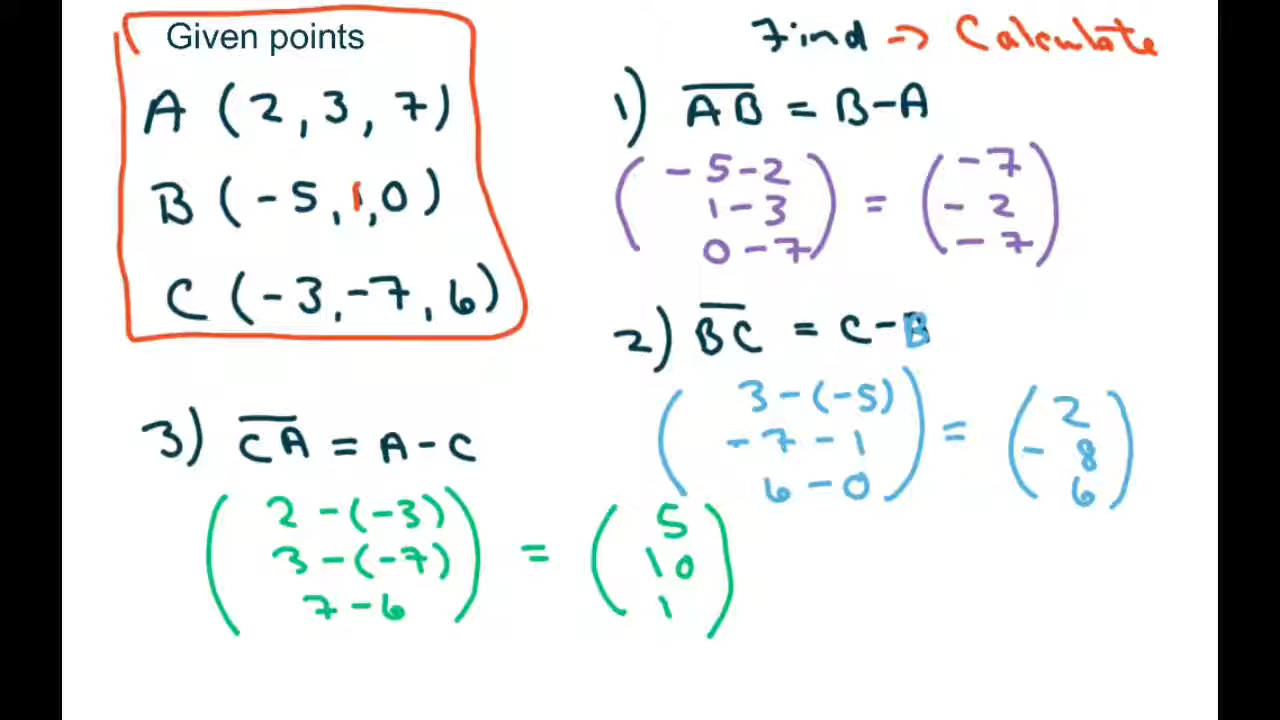 Given points
A (2, 3, 7)
B (-5, 1, 0)
C (-3, -7, 6)
Find → Calculate
1) AB = B - A
( -5 - 2 ) = ( -7 )
( 1 - 3 ) ( -2 )
( 0 - 7 ) ( -7 )
2) BC = C - B
( 3 - (-5) ) = ( 2 )
( -7 - 1 ) ( -8 )
( 6 - 0 ) ( 6 )
3) CA = A - C
( 2 - (-3) ) = ( 5 )
( 3 - (-7) ) ( 10 )
( 7 - 6 ) ( 1 )